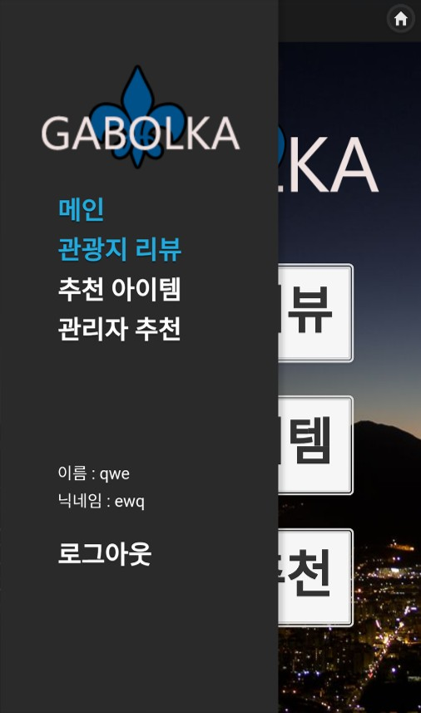 GABOLKA
메인
관광지 리뷰
추천 아이템
관리자 추천
이름 : qwe
닉네임 : ewq
로그아웃
LKA
뷰
템
천